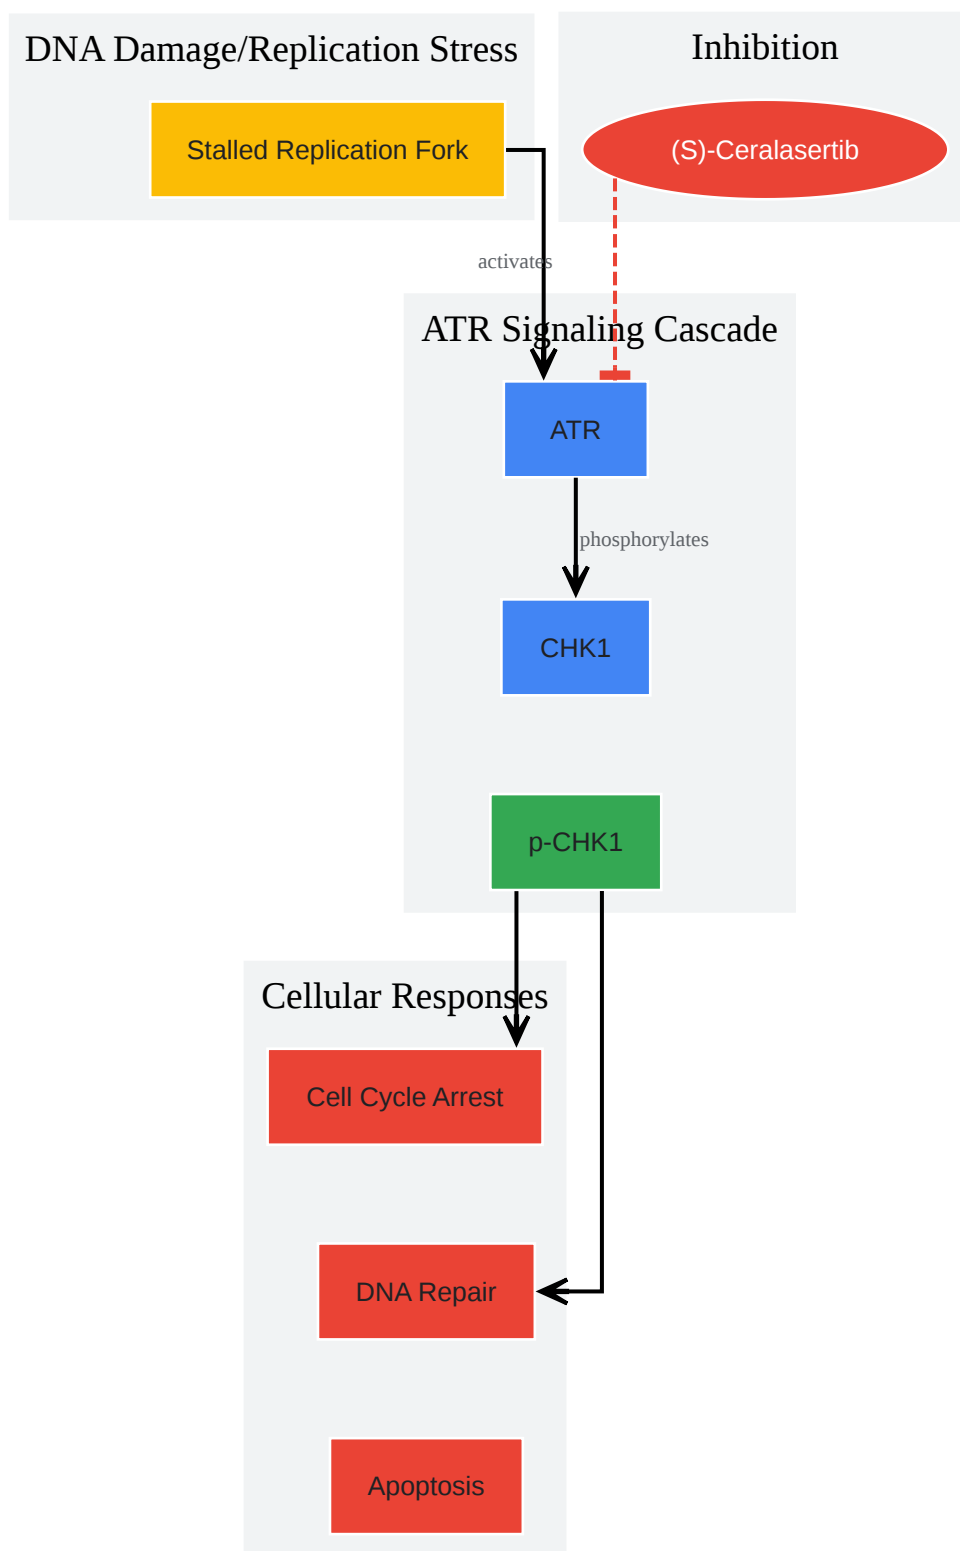 DNA Damage/Replication Stress
Inhibition
Stalled Replication Fork
(S)-Ceralasertib
activates
ATR Signaling Cascade
ATR
phosphorylates
CHK1
p-CHK1
Cellular Responses
Cell Cycle Arrest
DNA Repair
Apoptosis